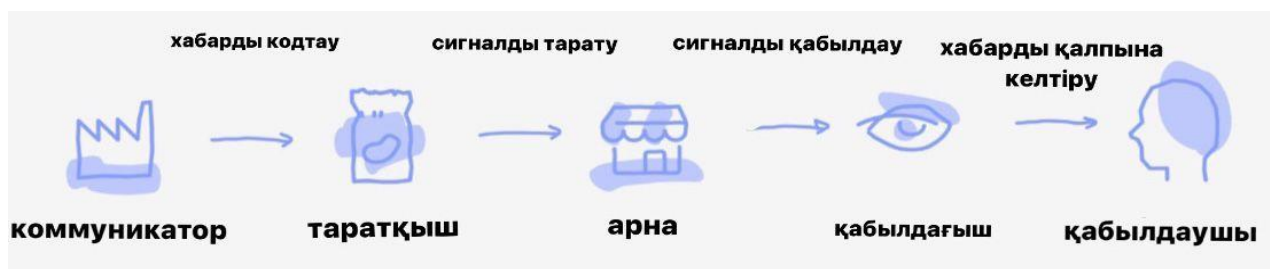 хабарды кодтау
сигналды тарату
сигналды қабылдау
хабарды қалпына
келтіру
коммуникатор
таратқыш
арна
қабылдағыш
қабылдаушы